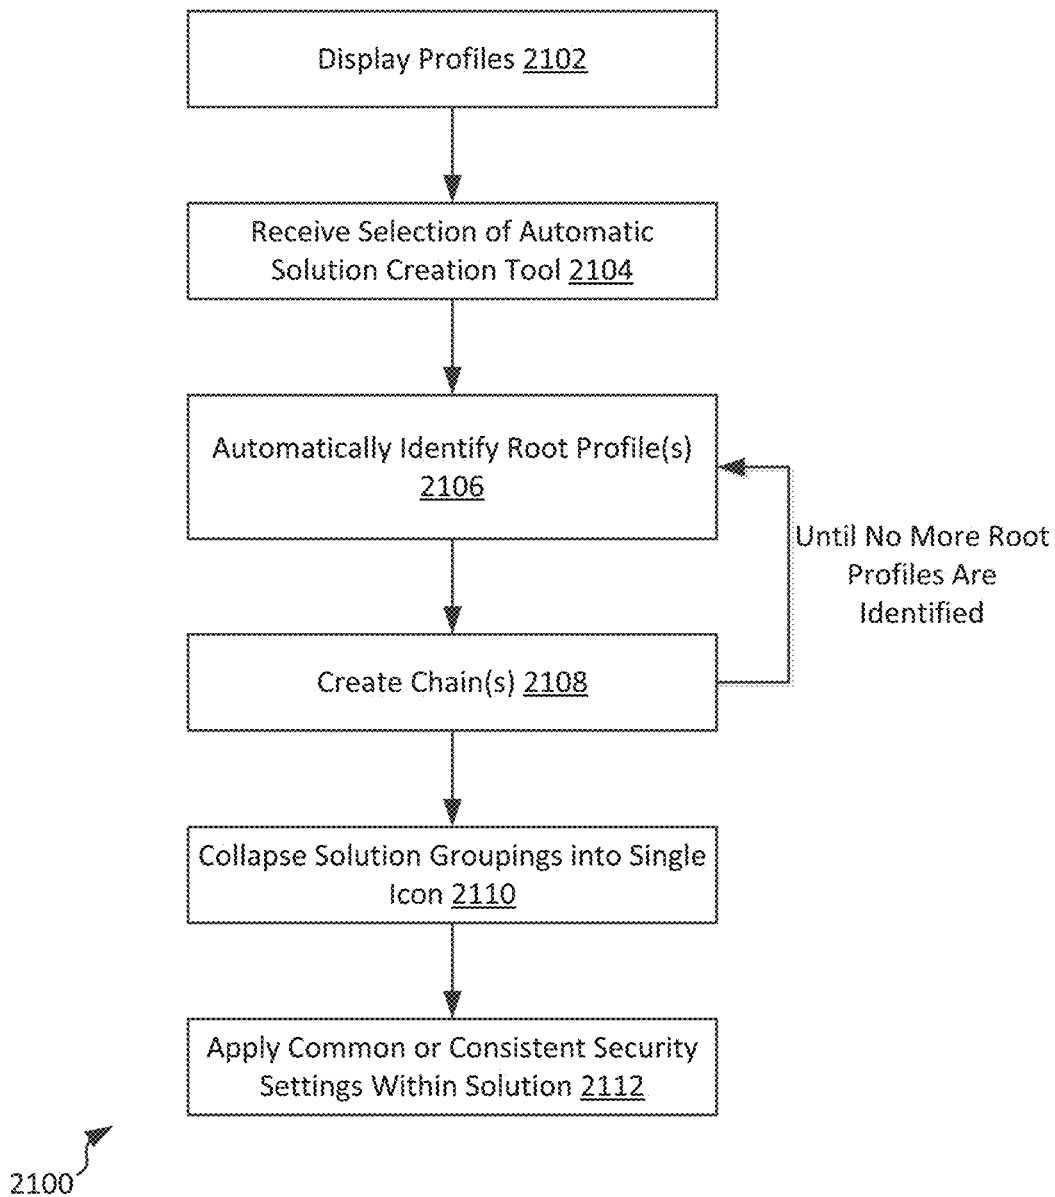 Display Profiles 2102
Receive Selection of Automatic
Solution Creation Tool 2104
Automatically Identify Root Profile(s)
2106
Until No More Root
Profiles Are
Identified
Create Chain(s) 2108
Collapse Solution Groupings into Single
Icon 2110
Apply Common or Consistent Security
Settings Within Solution 2112
2100